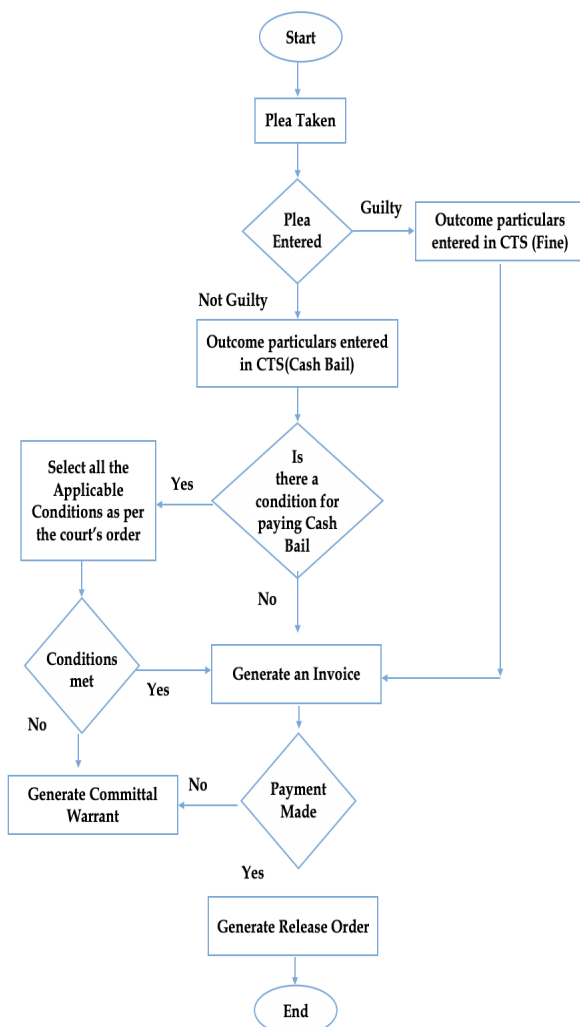 Start
Plea Taken
Plea
Entered
Guilty
Outcome particulars
entered in CTS (Fine)
Not Guilty
Outcome particulars entered
in CTS(Cash Bail)
Is
there a
condition for
paying Cash
Bail
Yes
Select all the
Applicable
Conditions as per
the court's order
No
Conditions
met
Yes
Generate an Invoice
No
Generate Committal
Warrant
No
Payment
Made
Yes
Generate Release Order
End